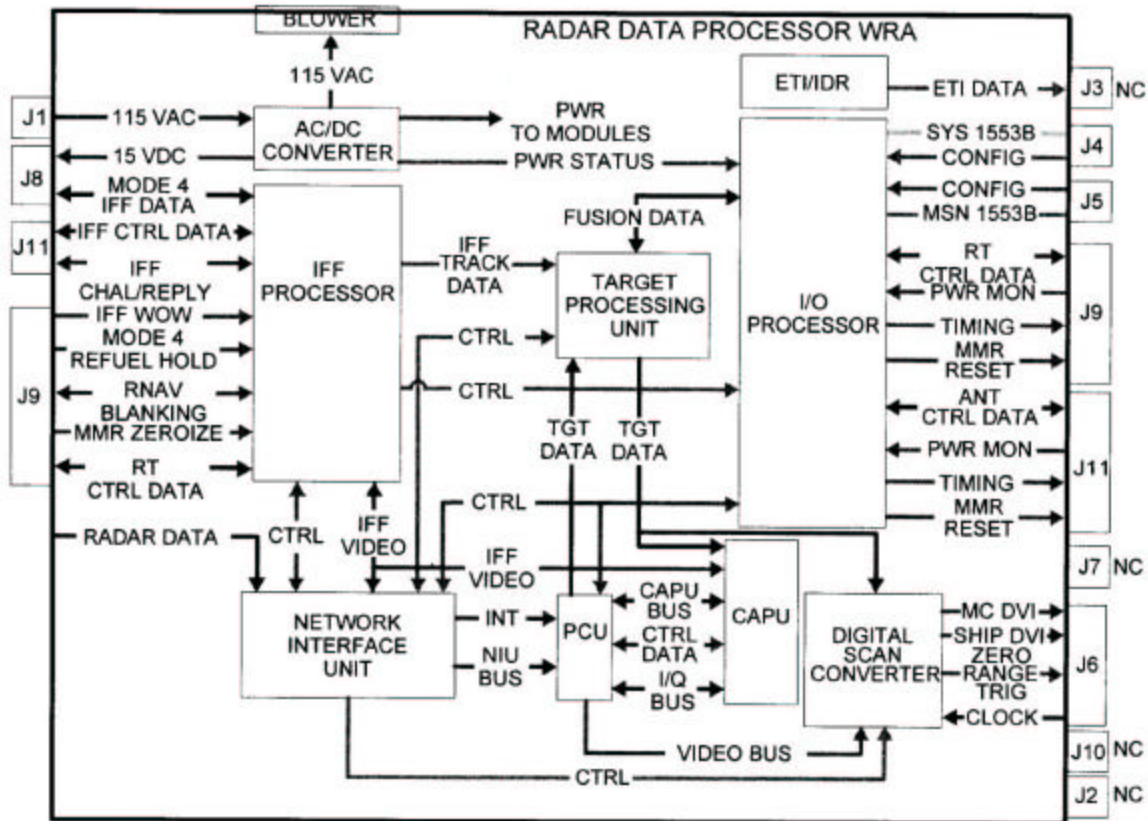 BLOWER
RADAR DATA PROCESSOR WRA
115 VAC
ETI/IDR
ETI DATA
J3 NC
J1
115 VAC
AC/DC
CONVERTER
PWR
TO MODULES
SYS 1553B
J4
15 VDC
PWR STATUS
CONFIG
J8
MODE 4
IFF DATA
FUSION DATA
CONFIG
J5
MSN 1553B
J11
IFF CTRL DATA
IFF
CHAL/REPLY
IFF
PROCESSOR
IFF
TRACK
DATA
TARGET
PROCESSING
UNIT
I/O
PROCESSOR
RT
CTRL DATA
PWR MON
J9
TIMING
MMR
RESET
J9
IFF WOW
MODE 4
REFUEL HOLD
CTRL
RNAV
BLANKING
CTRL
ANT
CTRL DATA
MMR ZEROIZE
TGT
DATA
TGT
DATA
PWR MON
J11
RT
CTRL DATA
TIMING
CTRL
MMR
RESET
RADAR DATA
CTRL
IFF
VIDEO
IFF
VIDEO
J7 NC
NETWORK
INTERFACE
UNIT
INT
NIU
BUS
PCU
CAPU
BUS
CTRL
DATA
I/Q
BUS
CAPU
DIGITAL
SCAN
CONVERTER
MC DVI
SHIP DVI
ZERO
RANGE
TRIG
CLOCK
J6
VIDEO BUS
J10 NC
CTRL
J2 NC